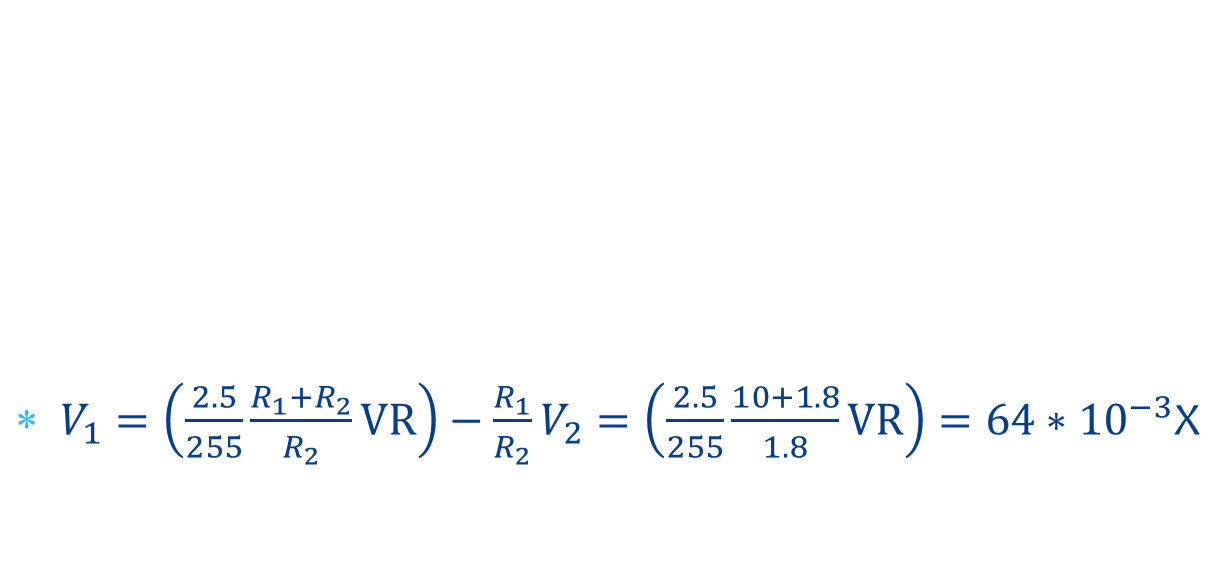 * V₁ = (2.5/255 R₁+R₂/R₂ VR) − R₁/R₂ V₂ = (2.5/255 10+1.8/1.8 VR) = 64 * 10⁻³X